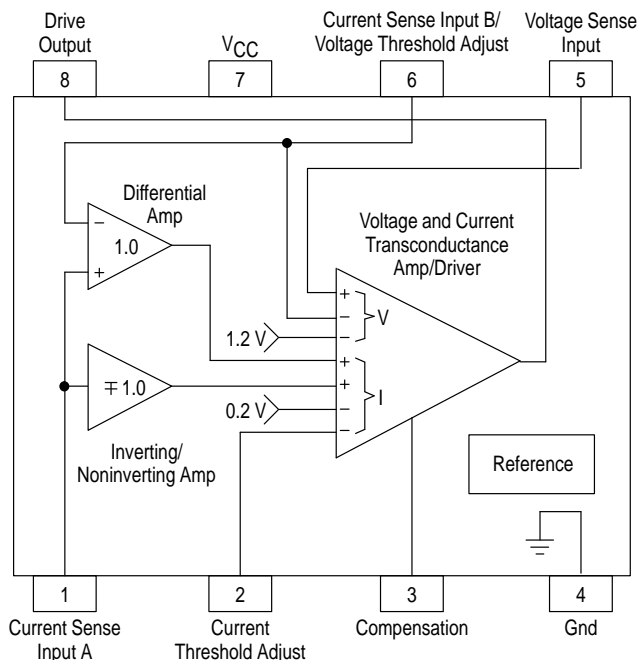 Drive
Output
V_CC
Current Sense Input B/
Voltage Threshold Adjust
Voltage Sense
Input
8
7
6
5
Differential
Amp
Voltage and Current
Transconductance
Amp/Driver
−
1.0
+
+
−
V
1.2 V
−
+
∓ 1.0
+
I
0.2 V
−
−
Inverting/
Noninverting Amp
Reference
1
2
3
4
Current Sense
Input A
Current
Threshold Adjust
Compensation
Gnd